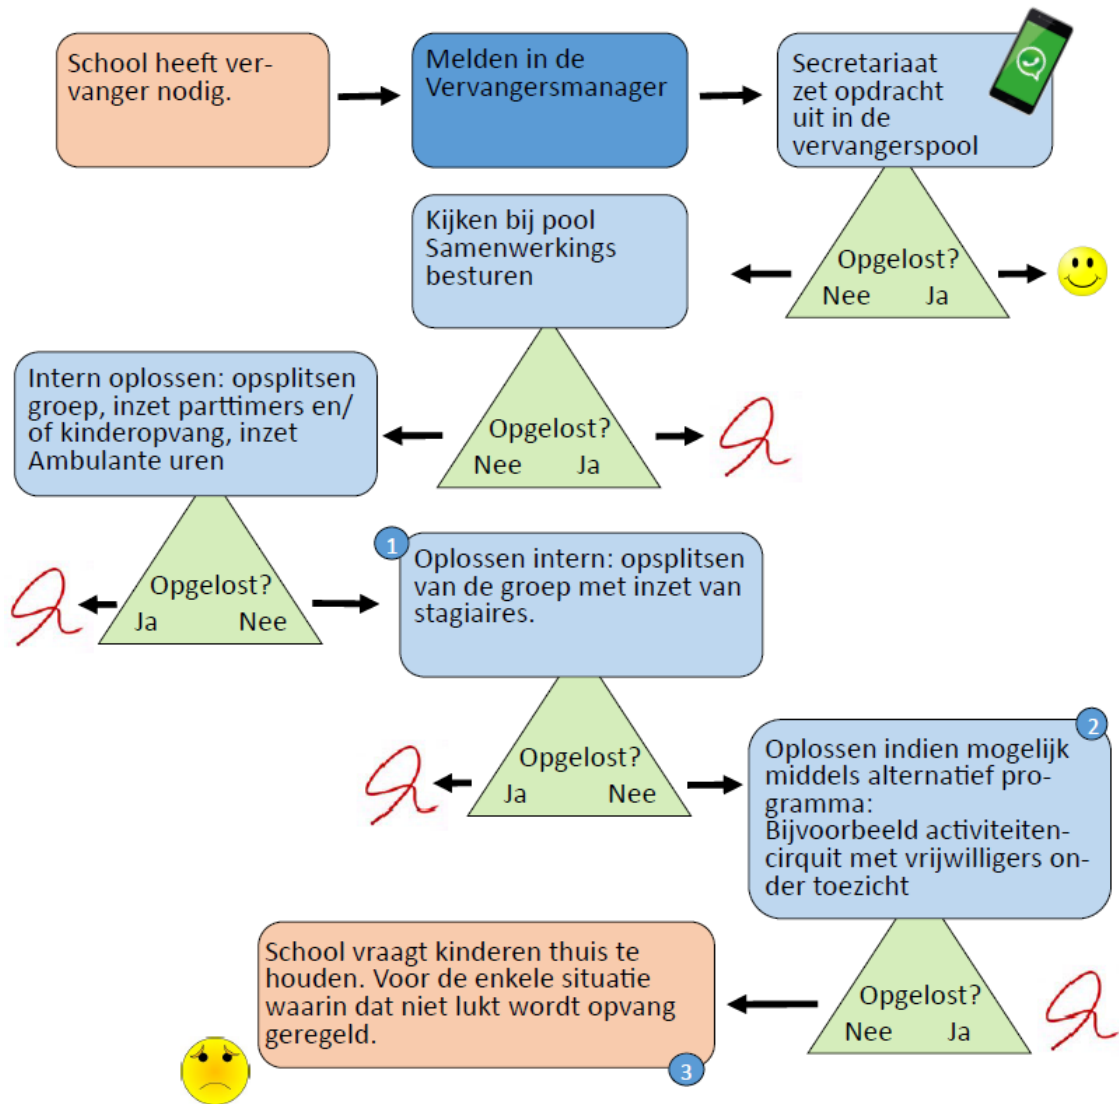 School heeft ver-
vanger nodig.
Melden in de
Vervangersmanager
Secretariaat
zet opdracht
uit in de
vervangerspool
Opgelost?
Nee Ja
Kijken bij pool
Samenwerkings
besturen
Opgelost?
Nee Ja
Intern oplossen: opsplitsen
groep, inzet parttimers en/
of kinderopvang, inzet
Ambulante uren
Opgelost?
Ja Nee
1
Oplossen intern: opsplitsen
van de groep met inzet van
stagiaires.
Opgelost?
Ja Nee
2
Oplossen indien mogelijk
middels alternatief pro-
gramma:
Bijvoorbeeld activiteiten-
cirquit met vrijwilligers on-
der toezicht
Opgelost?
Nee Ja
School vraagt kinderen thuis te
houden. Voor de enkele situatie
waarin dat niet lukt wordt opvang
geregeld.
3